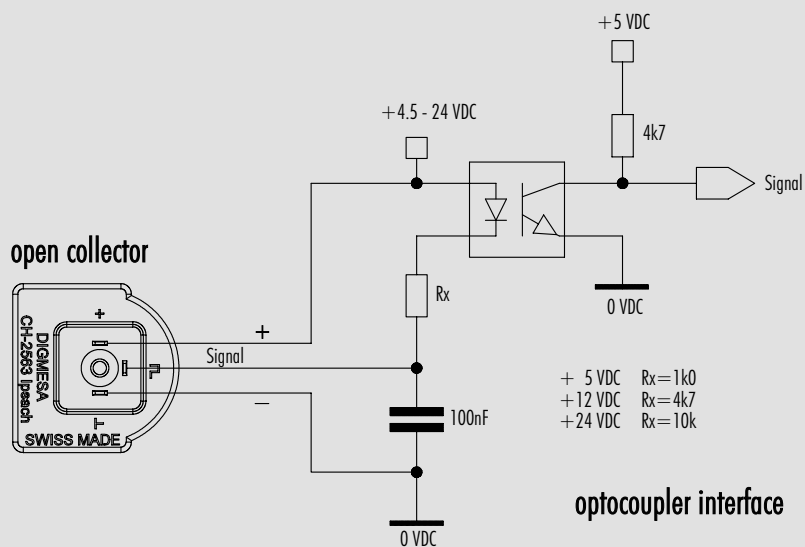 +5 VDC
+4.5 - 24 VDC
4k7
Signal
open collector
0 VDC
Rx
+
DIGMESA
CH-2563 Ipsach
SWISS MADE
+
Signal
−
100nF
+ 5 VDC Rx=1k0
+12 VDC Rx=4k7
+24 VDC Rx=10k
optocoupler interface
0 VDC